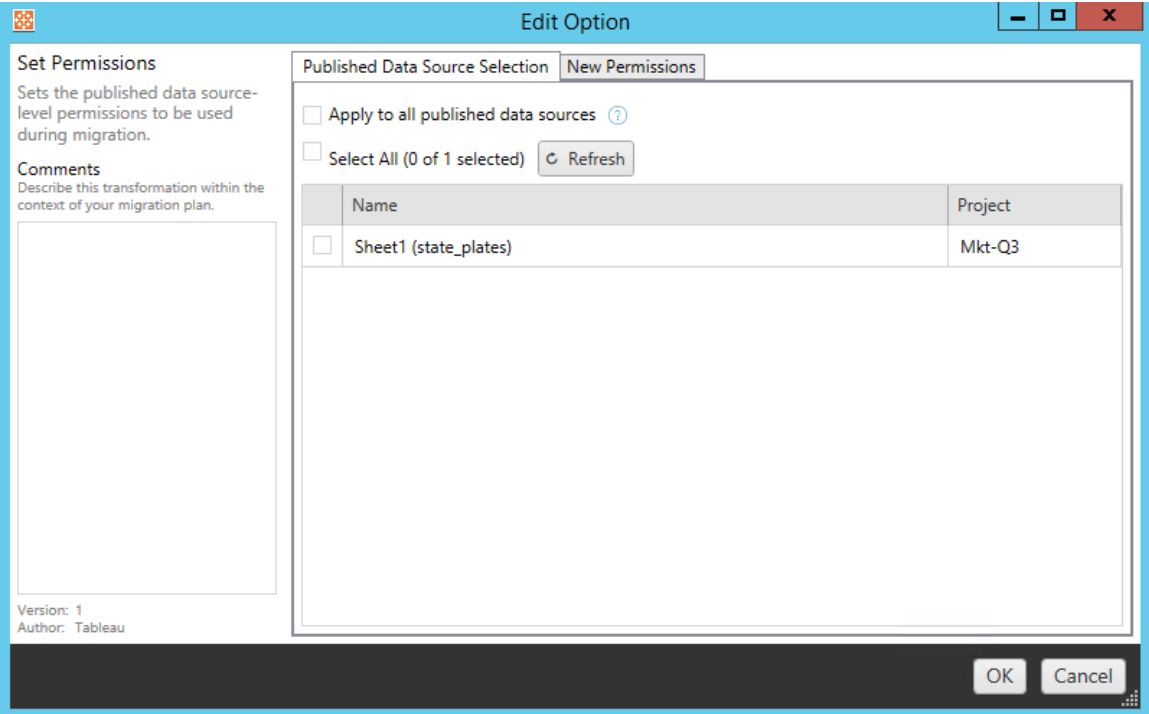 Edit Option
Set Permissions
Sets the published data source-
level permissions to be used
during migration.
Comments
Describe this transformation within the
context of your migration plan.
Version: 1
Author: Tableau
Published Data Source Selection
New Permissions
Apply to all published data sources ?
Select All (0 of 1 selected)
Refresh
Name Project
Sheet1 (state_plates) Mkt-Q3
OK
Cancel